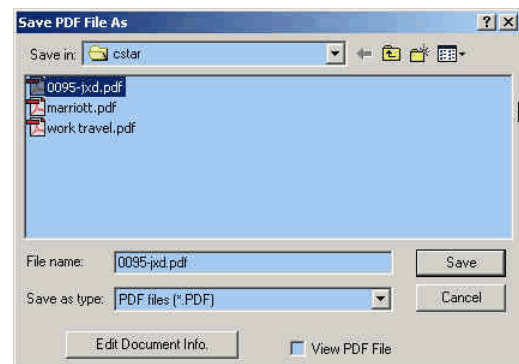 Save PDF File As
Save in: cstar
0095-jxd.pdf
marriott.pdf
work travel.pdf
File name: 0095-jxd.pdf Save
Save as type: PDF files (*.PDF) Cancel
Edit Document Info. View PDF File